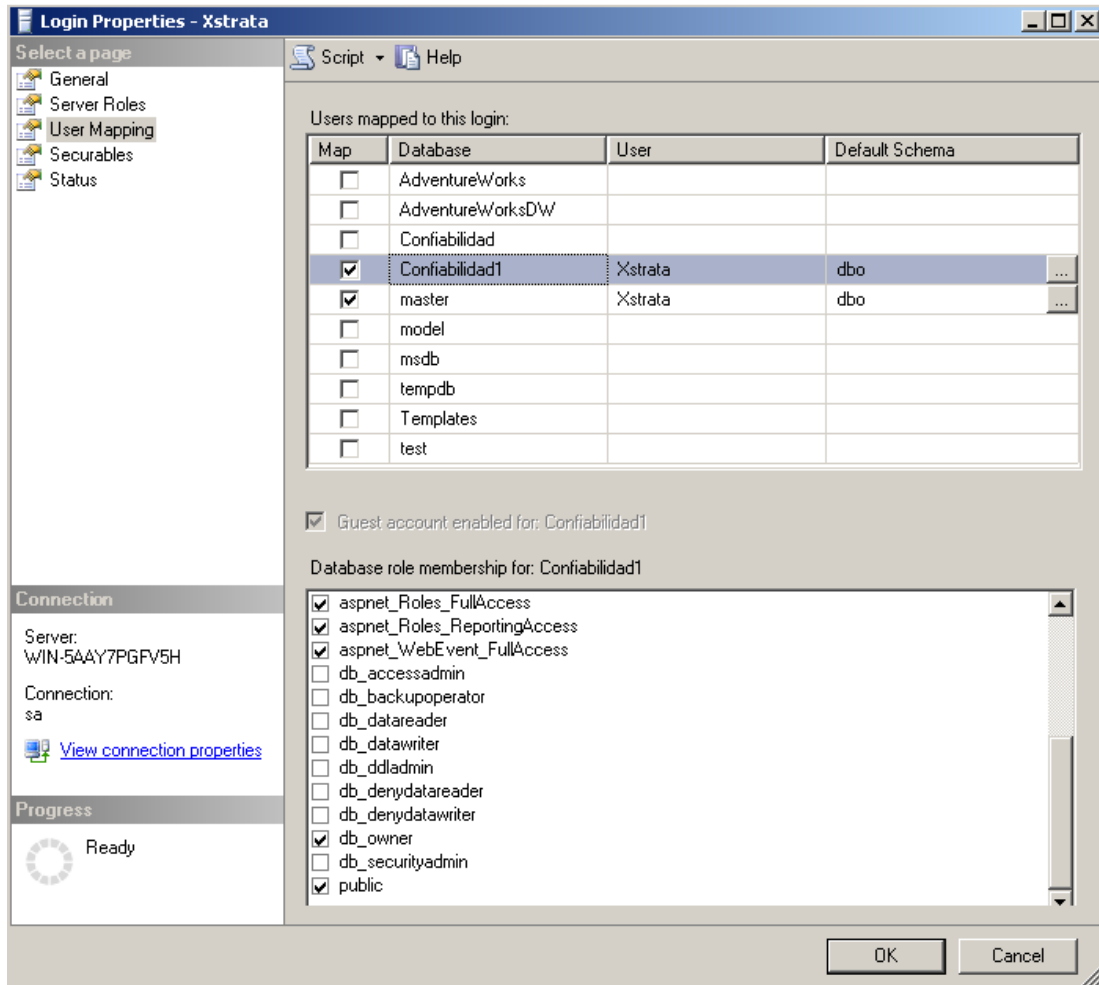 Login Properties - Xstrata
Select a page
General
Server Roles
User Mapping
Securables
Status
Script Help
Users mapped to this login:
Map Database User Default Schema
AdventureWorks
AdventureWorksDW
Confiabilidad
Confiabilidad1 Xstrata dbo ...
master Xstrata dbo ...
model
msdb
tempdb
Templates
test
Guest account enabled for: Confiabilidad1
Database role membership for: Confiabilidad1
aspnet_Roles_FullAccess
aspnet_Roles_ReportingAccess
aspnet_WebEvent_FullAccess
db_accessadmin
db_backupoperator
db_datareader
db_datawriter
db_ddladmin
db_denydatareader
db_denydatawriter
db_owner
db_securityadmin
public
Connection
Server:
WIN-5AAY7PGFV5H
Connection:
sa
View connection properties
Progress
Ready
OK Cancel